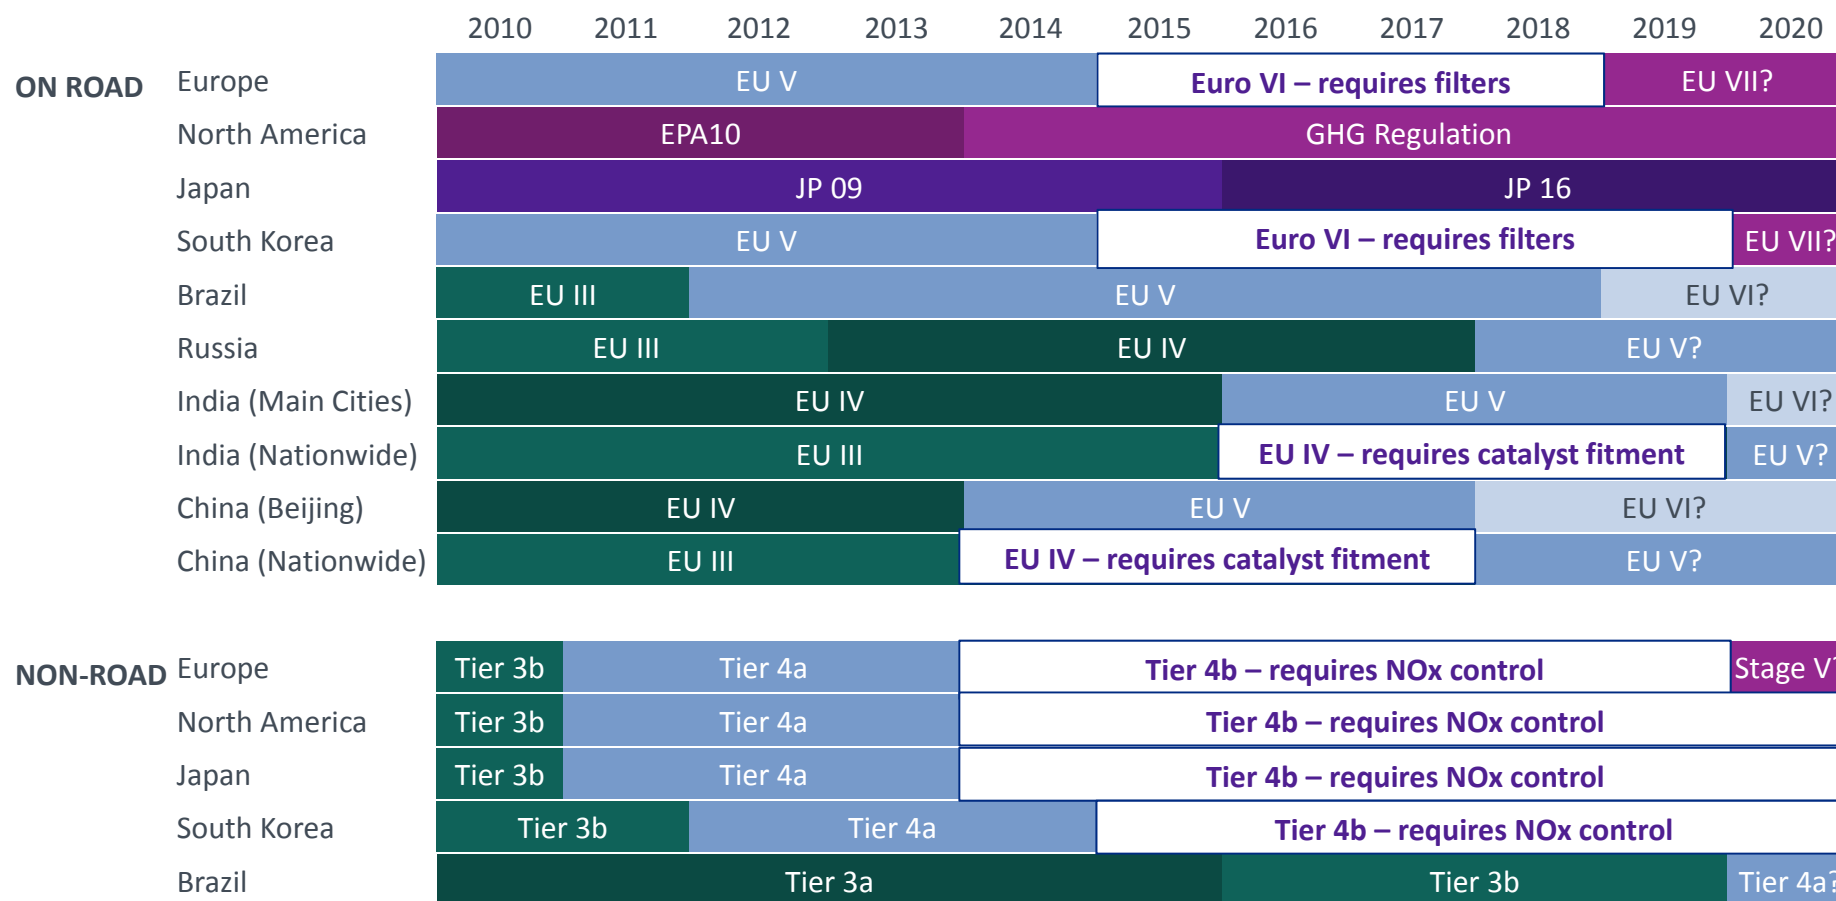 2010 2011 2012 2013 2014 2015 2016 2017 2018 2019 2020
ON ROAD Europe EU V Euro VI – requires filters EU VII?
North America EPA10 GHG Regulation
Japan JP 09 JP 16
South Korea EU V Euro VI – requires filters EU VII?
Brazil EU III EU V EU VI?
Russia EU III EU IV EU V?
India (Main Cities) EU IV EU V EU VI?
India (Nationwide) EU III EU IV – requires catalyst fitment EU V?
China (Beijing) EU IV EU V EU VI?
China (Nationwide) EU III EU IV – requires catalyst fitment EU V?
NON-ROAD Europe Tier 3b Tier 4a Tier 4b – requires NOx control Stage V?
North America Tier 3b Tier 4a Tier 4b – requires NOx control
Japan Tier 3b Tier 4a Tier 4b – requires NOx control
South Korea Tier 3b Tier 4a Tier 4b – requires NOx control
Brazil Tier 3a Tier 3b Tier 4a?